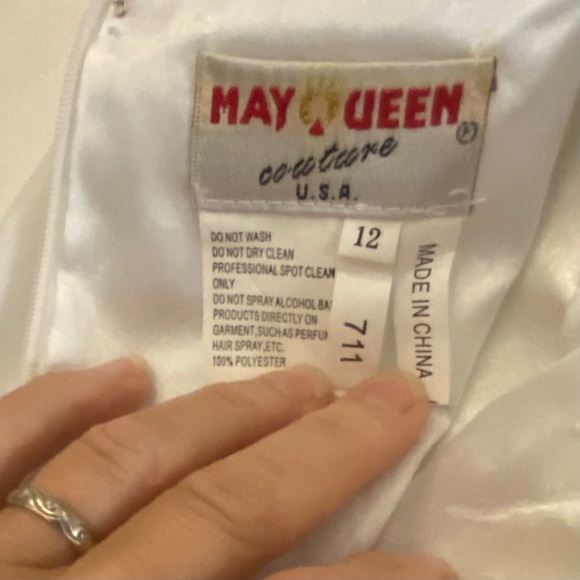 MAY QUEEN
®
couture
U.S.A.
12
DO NOT WASH
DO NOT DRY CLEAN
PROFESSIONAL SPOT CLEAN
ONLY
DO NOT SPRAY ALCOHOL BA
PRODUCTS DIRECTLY ON
GARMENT,SUCH AS PERFU
HAIR SPRAY,ETC.
100% POLYESTER
711
MADE IN CHINA